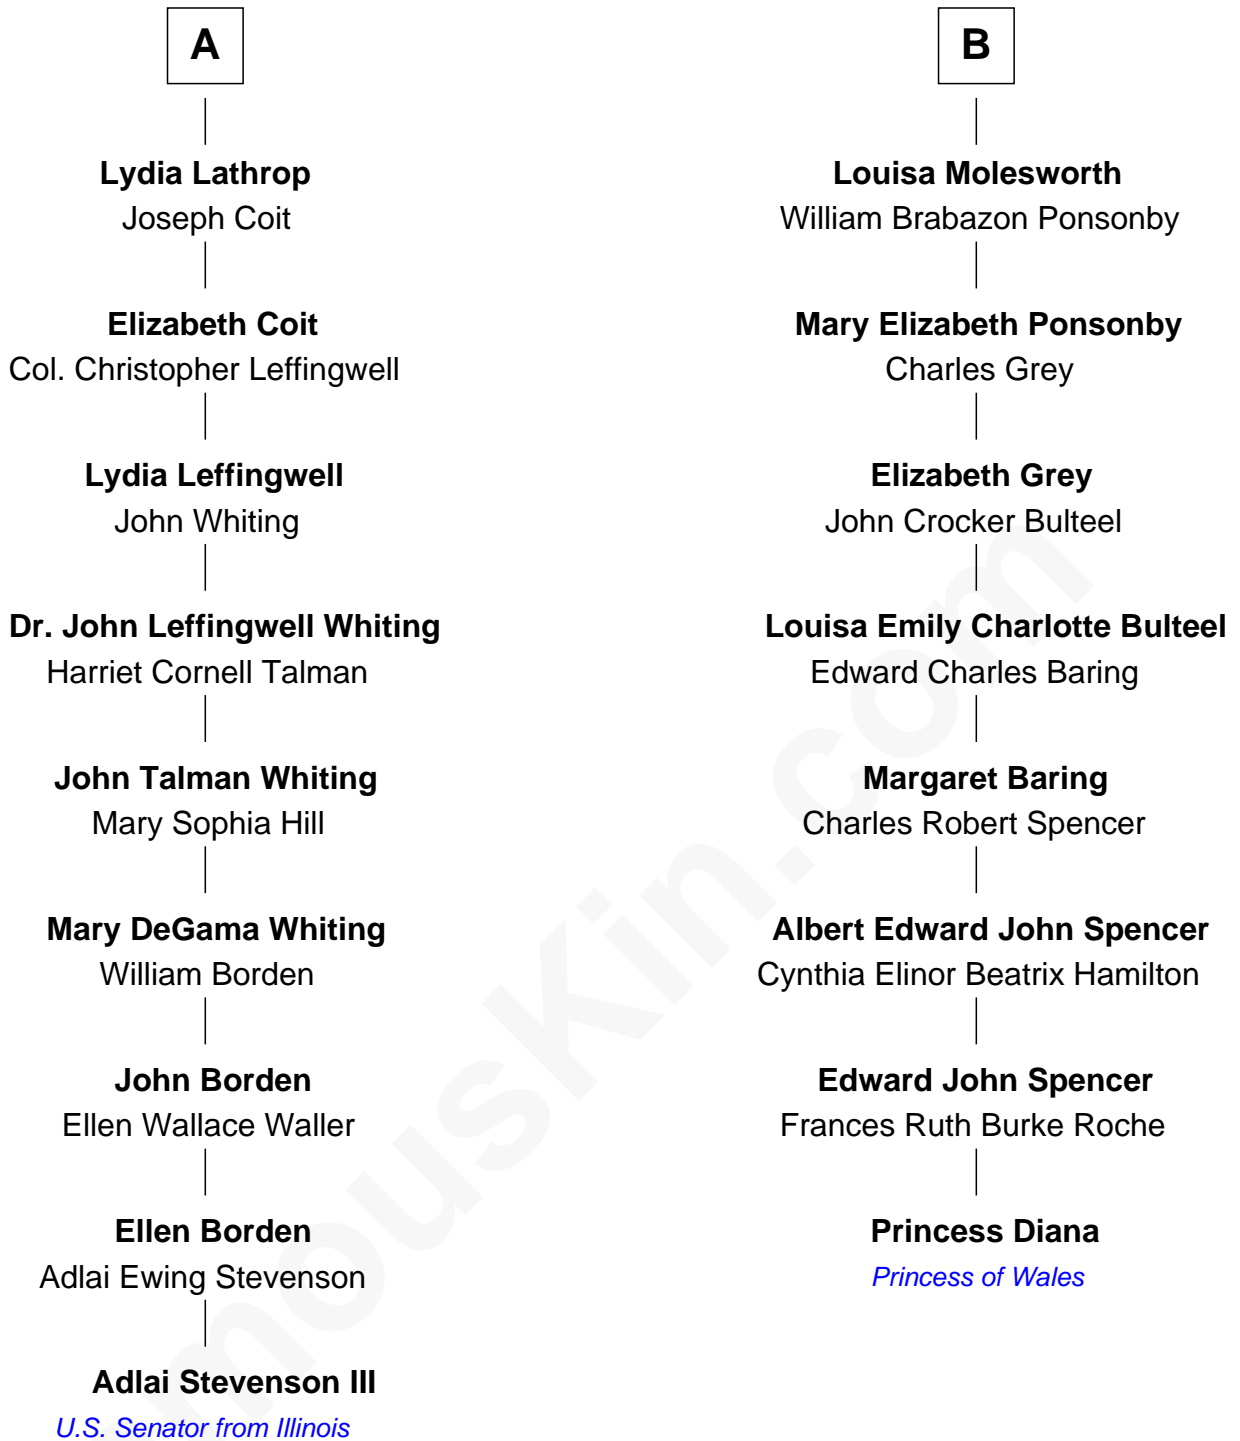 A
Lydia Lathrop
Joseph Coit
Elizabeth Coit
Col. Christopher Leffingwell
Lydia Leffingwell
John Whiting
Dr. John Leffingwell Whiting
Harriet Cornell Talman
John Talman Whiting
Mary Sophia Hill
Mary DeGama Whiting
William Borden
John Borden
Ellen Wallace Waller
Ellen Borden
Adlai Ewing Stevenson
Adlai Stevenson III
U.S. Senator from Illinois
B
Louisa Molesworth
William Brabazon Ponsonby
Mary Elizabeth Ponsonby
Charles Grey
Elizabeth Grey
John Crocker Bulteel
Louisa Emily Charlotte Bulteel
Edward Charles Baring
Margaret Baring
Charles Robert Spencer
Albert Edward John Spencer
Cynthia Elinor Beatrix Hamilton
Edward John Spencer
Frances Ruth Burke Roche
Princess Diana
Princess of Wales
mousKin.com